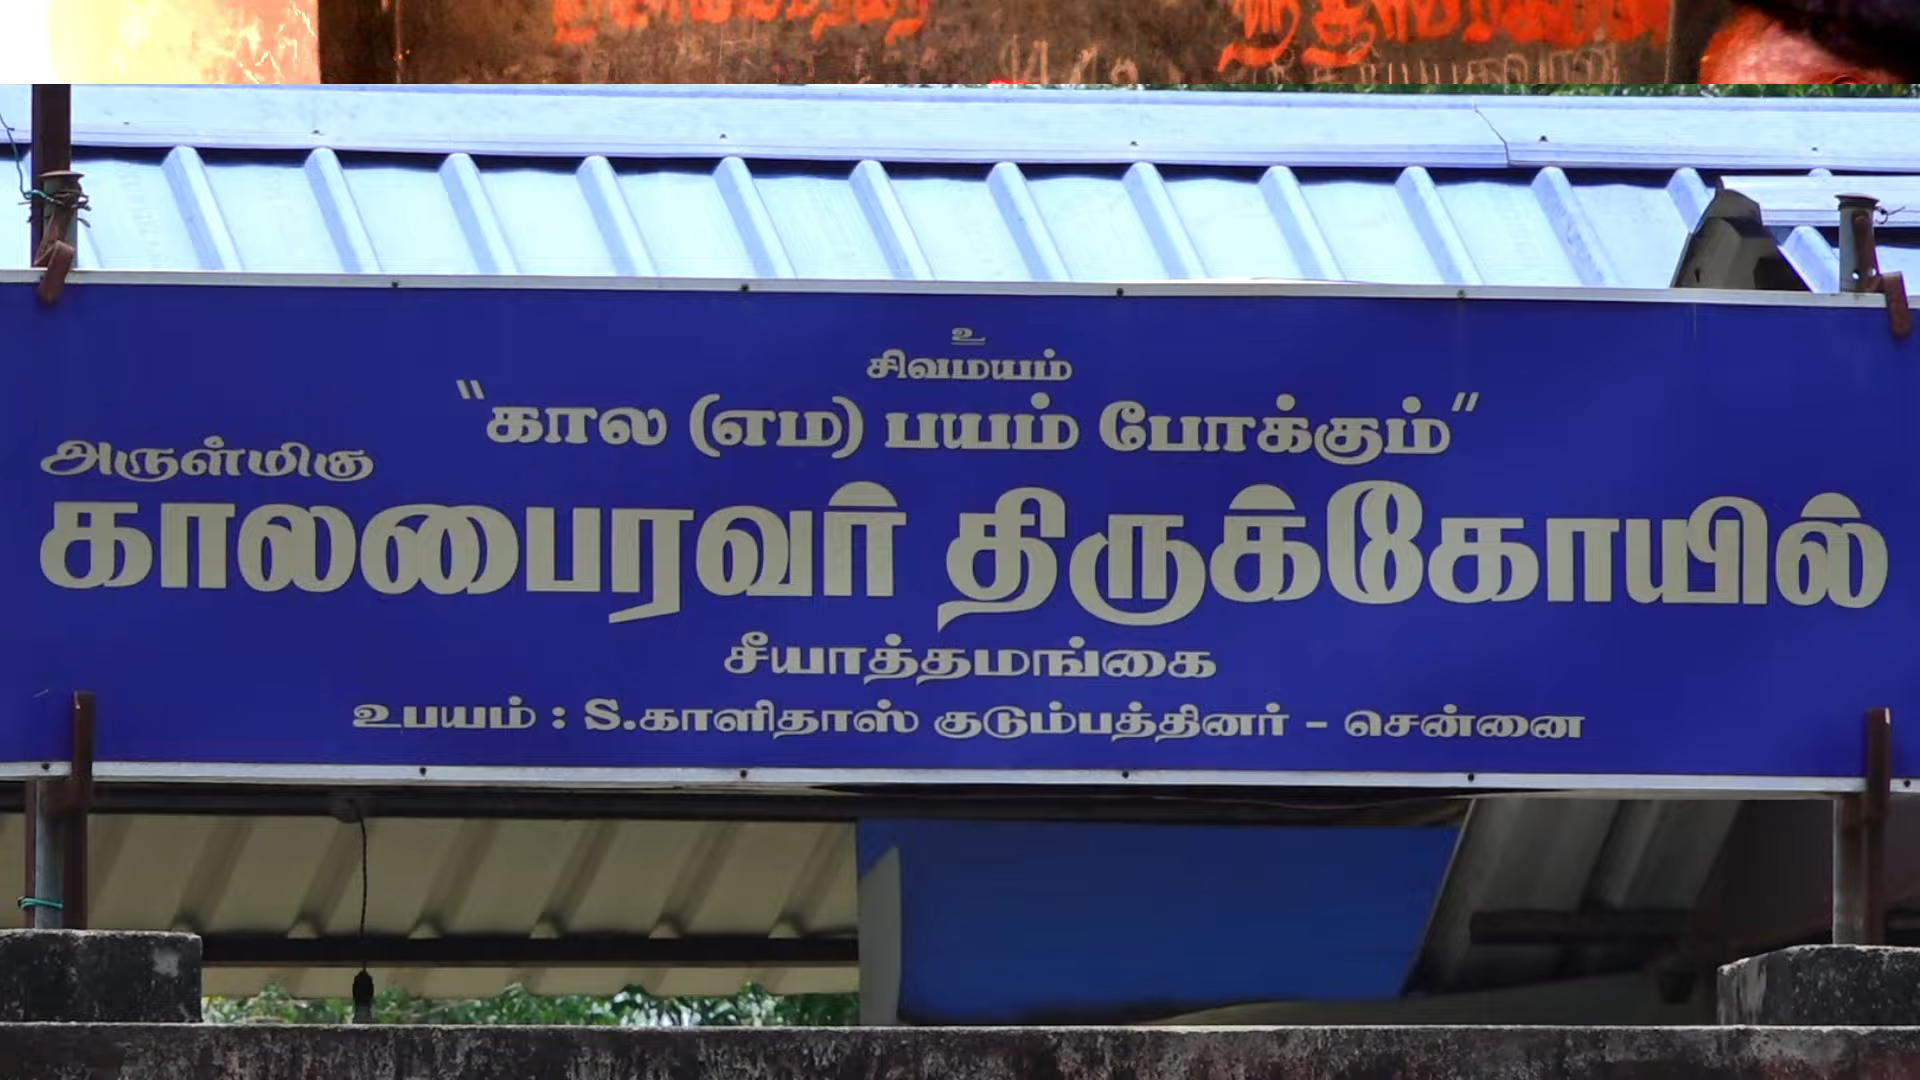 உ
சிவமயம்
"கால (எம) பயம் போக்கும்"
அருள்மிகு
காலபைரவர் திருக்கோயில்
சீயாத்தமங்கை
உபயம் : S.காளிதாஸ் குடும்பத்தினர் - சென்னை